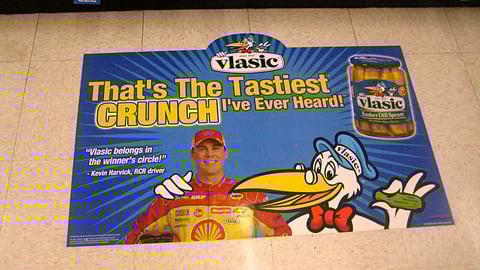 Vlasic
That's The Tastiest
CRUNCH I've Ever Heard!
"Vlasic belongs in
the winner's circle!"
- Kevin Harvick, RCR driver
Vlasic
Kosher Dill Spears
Vlasic